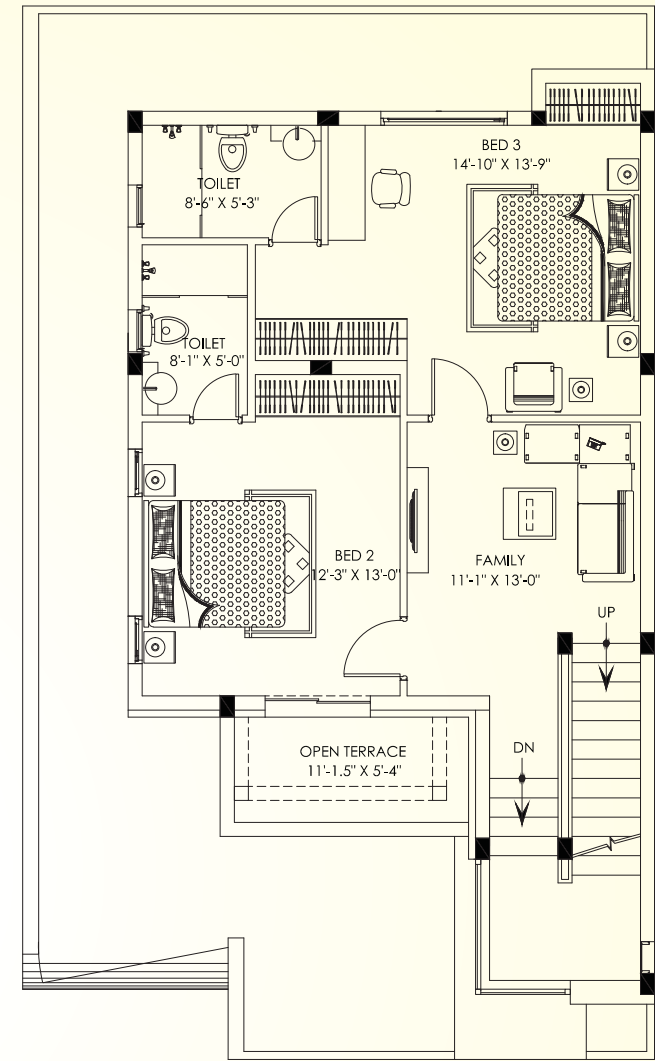 BED 3
14'-10" X 13'-9"
TOILET
8'-6" X 5'-3"
TOILET
8'-1" X 5'-0"
BED 2
12'-3" X 13'-0"
FAMILY
11'-1" X 13'-0"
UP
OPEN TERRACE
11'-1.5" X 5'-4"
DN